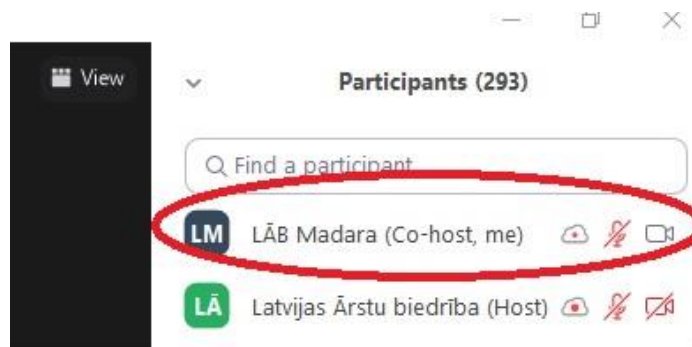 View
Participants (293)
Find a participant
LM LĀB Madara (Co-host, me)
LĀ Latvijas Ārstu biedrība (Host)